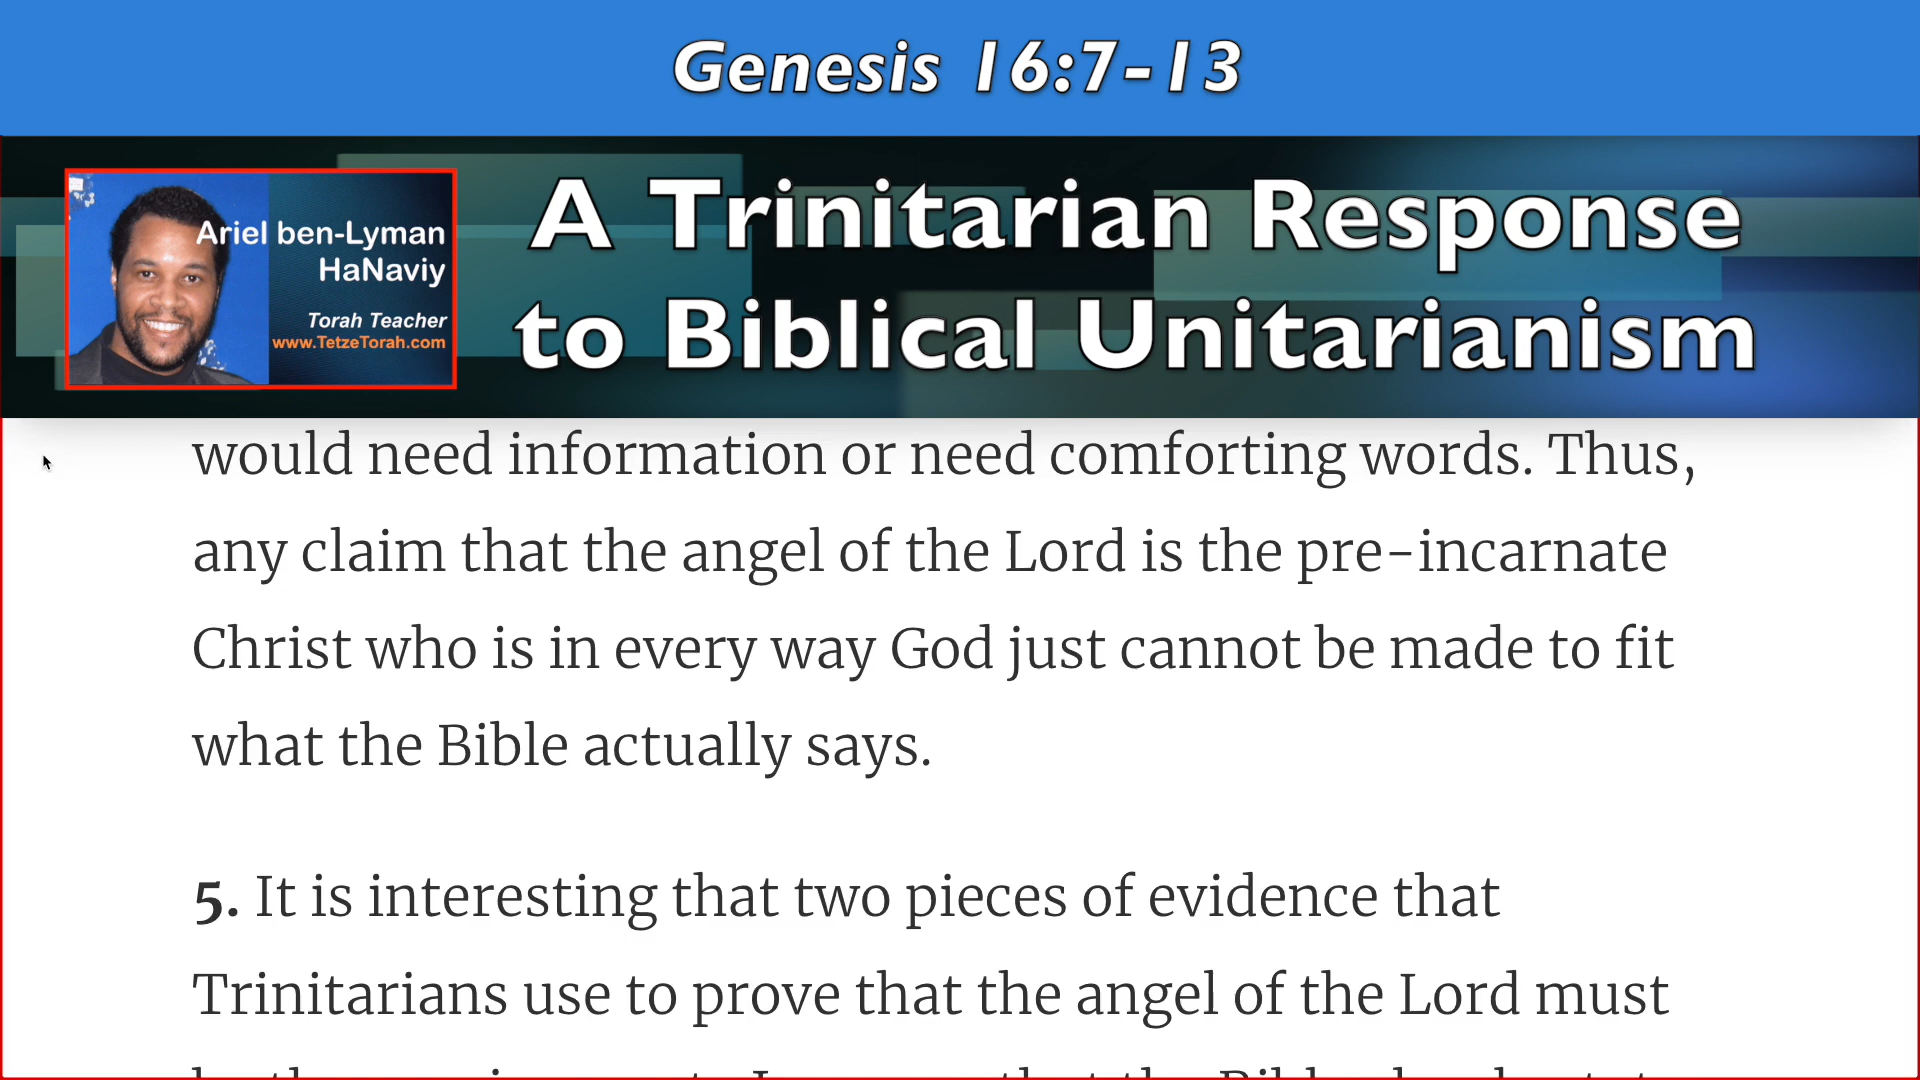 Genesis 16:7-13
Ariel ben-Lyman
HaNaviy
Torah Teacher
www.TetzeTorah.com
A Trinitarian Response
to Biblical Unitarianism
would need information or need comforting words. Thus,
any claim that the angel of the Lord is the pre-incarnate
Christ who is in every way God just cannot be made to fit
what the Bible actually says.
5. It is interesting that two pieces of evidence that
Trinitarians use to prove that the angel of the Lord must